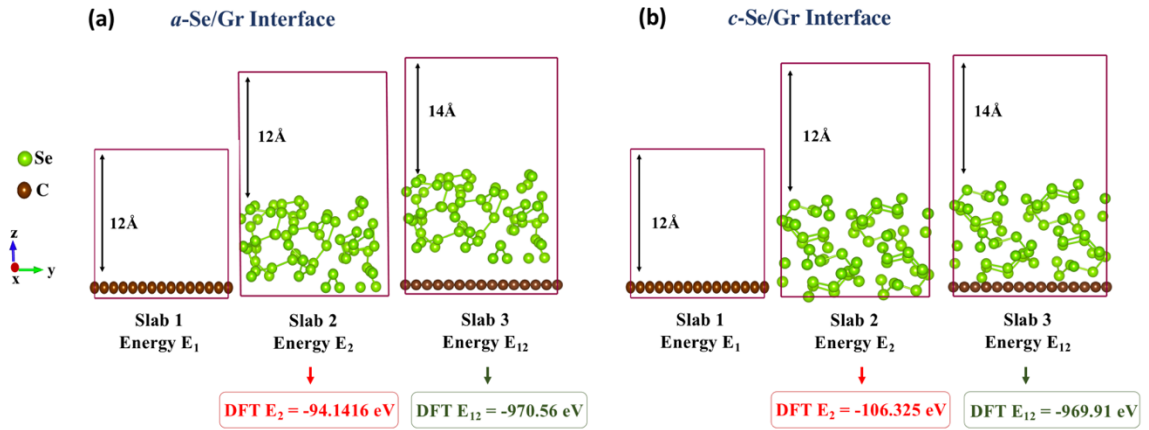 (a) a-Se/Gr Interface
12Å
12Å
14Å
Se
C
z
y
x
Slab 1
Energy E₁
Slab 2
Energy E₂
Slab 3
Energy E₁₂
DFT E₂ = -94.1416 eV
DFT E₁₂ = -970.56 eV
(b) c-Se/Gr Interface
12Å
12Å
14Å
Slab 1
Energy E₁
Slab 2
Energy E₂
Slab 3
Energy E₁₂
DFT E₂ = -106.325 eV
DFT E₁₂ = -969.91 eV